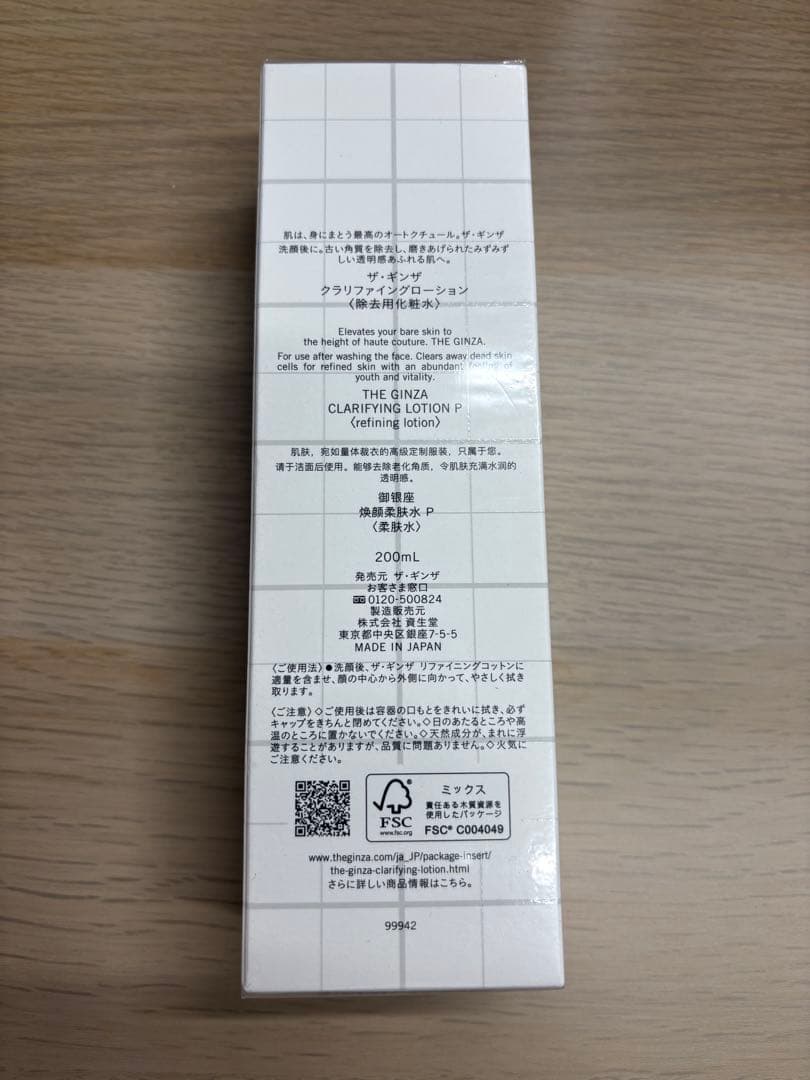 肌は、身にまとう最高のオートクチュール。ザ・ギンザ
洗顔後に。古い角質を除去し、磨きあげられたみずみず
しい透明感あふれる肌へ。
ザ・ギンザ
クラリファイングローション
〈除去用化粧水〉
Elevates your bare skin to
the height of haute couture. THE GINZA.
For use after washing the face. Clears away dead skin
cells for refined skin with an abundant feeling of
youth and vitality.
THE GINZA
CLARIFYING LOTION P
〈refining lotion〉
肌肤，宛如量体裁衣的高级定制服装，只属于您。
请于洁面后使用。能够去除老化角质，令肌肤充满水润的
透明感。
御银座
焕颜柔肤水 P
〈柔肤水〉
200mL
発売元 ザ・ギンザ
お客さま窓口
0120-500824
製造販売元
株式会社 資生堂
東京都中央区銀座7-5-5
MADE IN JAPAN
〈ご使用法〉●洗顔後、ザ・ギンザ リファイニングコットンに
適量を含ませ、顔の中心から外側に向かって、やさしく拭き
取ります。
〈ご注意〉◇ご使用後は容器の口もとをきれいに拭き、必ず
キャップをきちんと閉めてください。◇日のあたるところや高
温のところに置かないでください。◇天然成分が、まれに浮
遊することがありますが、品質に問題ありません。◇火気に
ご注意ください。
FSC®
www.fsc.org
ミックス
責任ある木質資源を
使用したパッケージ
FSC® C004049
www.theginza.com/ja_JP/package-insert/
the-ginza-clarifying-lotion.html
さらに詳しい商品情報はこちら。
99942